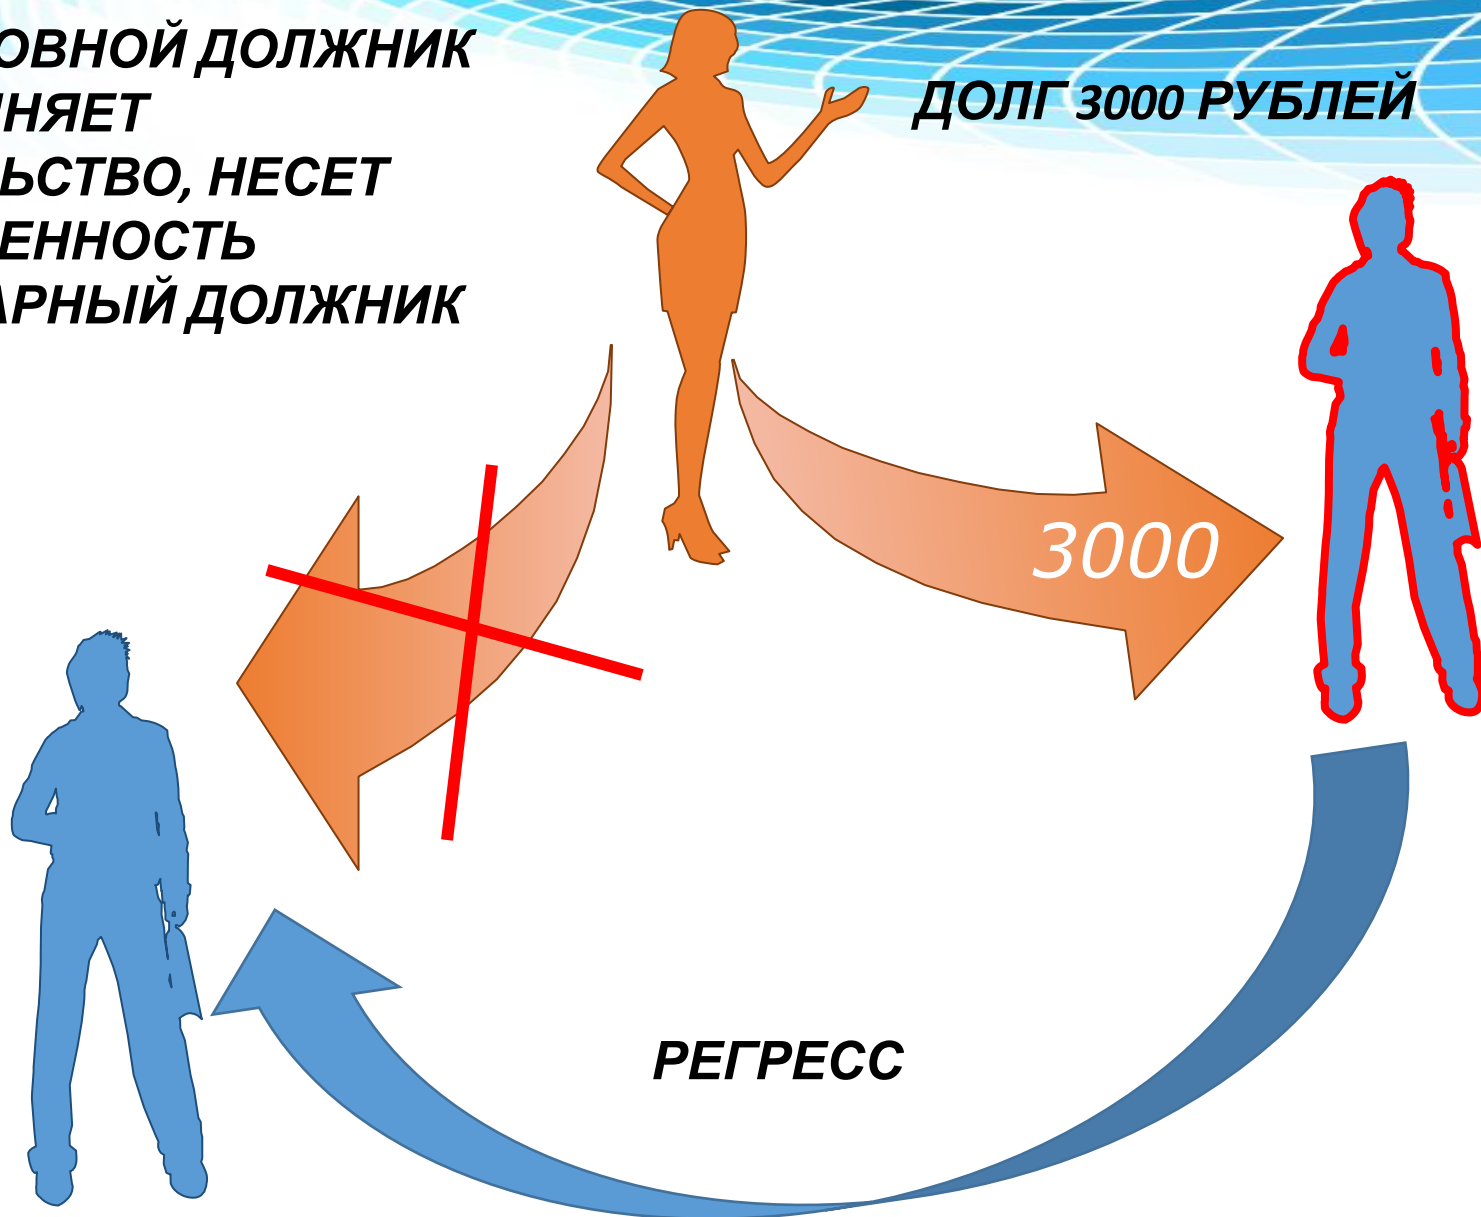 ОВНОЙ ДОЛЖНИК
НЯЕТ
ЬСТВО, НЕСЕТ
ЕННОСТЬ
АРНЫЙ ДОЛЖНИК
ДОЛГ 3000 РУБЛЕЙ
3000
РЕГРЕСС